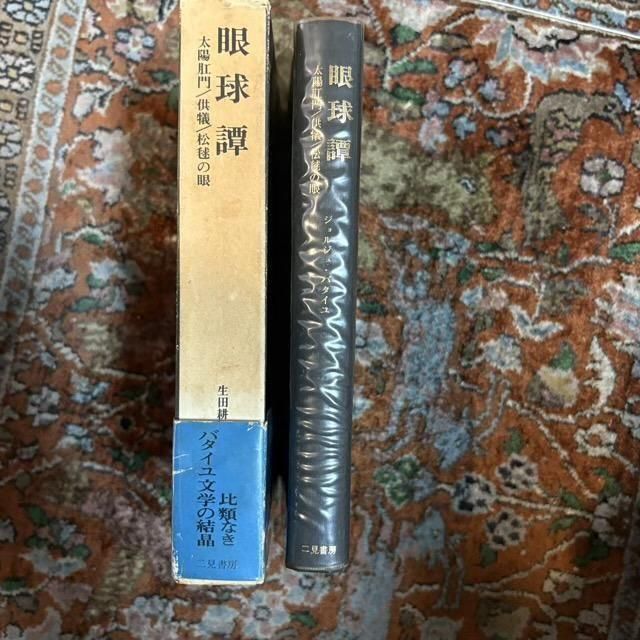 眼球譚
太陽肛門/供犠/松毬の眼
生田耕
比類なき
バタイユ文学の結晶
二見書房
眼球譚
太陽肛門/供犠/松毬の眼
ジョルジュ・バタイユ
二見書房